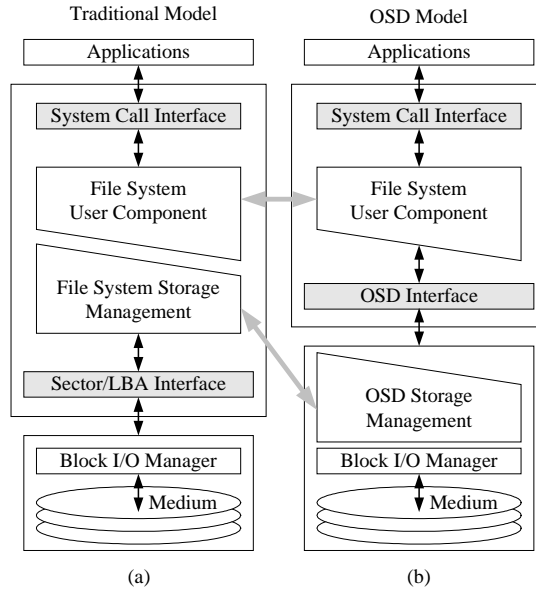 Traditional Model
Applications
System Call Interface
File System
User Component
File System Storage
Management
Sector/LBA Interface
Block I/O Manager
Medium
(a)
OSD Model
Applications
System Call Interface
File System
User Component
OSD Interface
OSD Storage
Management
Block I/O Manager
Medium
(b)